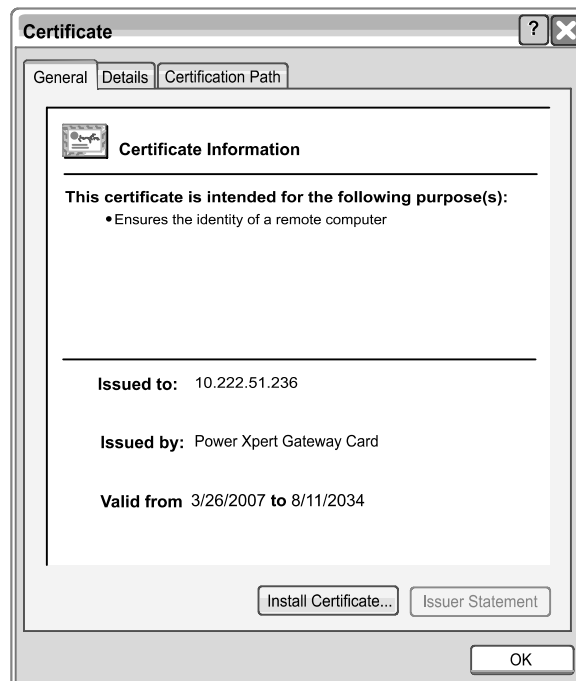 Certificate
?
General Details Certification Path
Certificate Information
This certificate is intended for the following purpose(s):
•Ensures the identity of a remote computer
Issued to: 10.222.51.236
Issued by: Power Xpert Gateway Card
Valid from 3/26/2007 to 8/11/2034
Install Certificate... Issuer Statement
OK